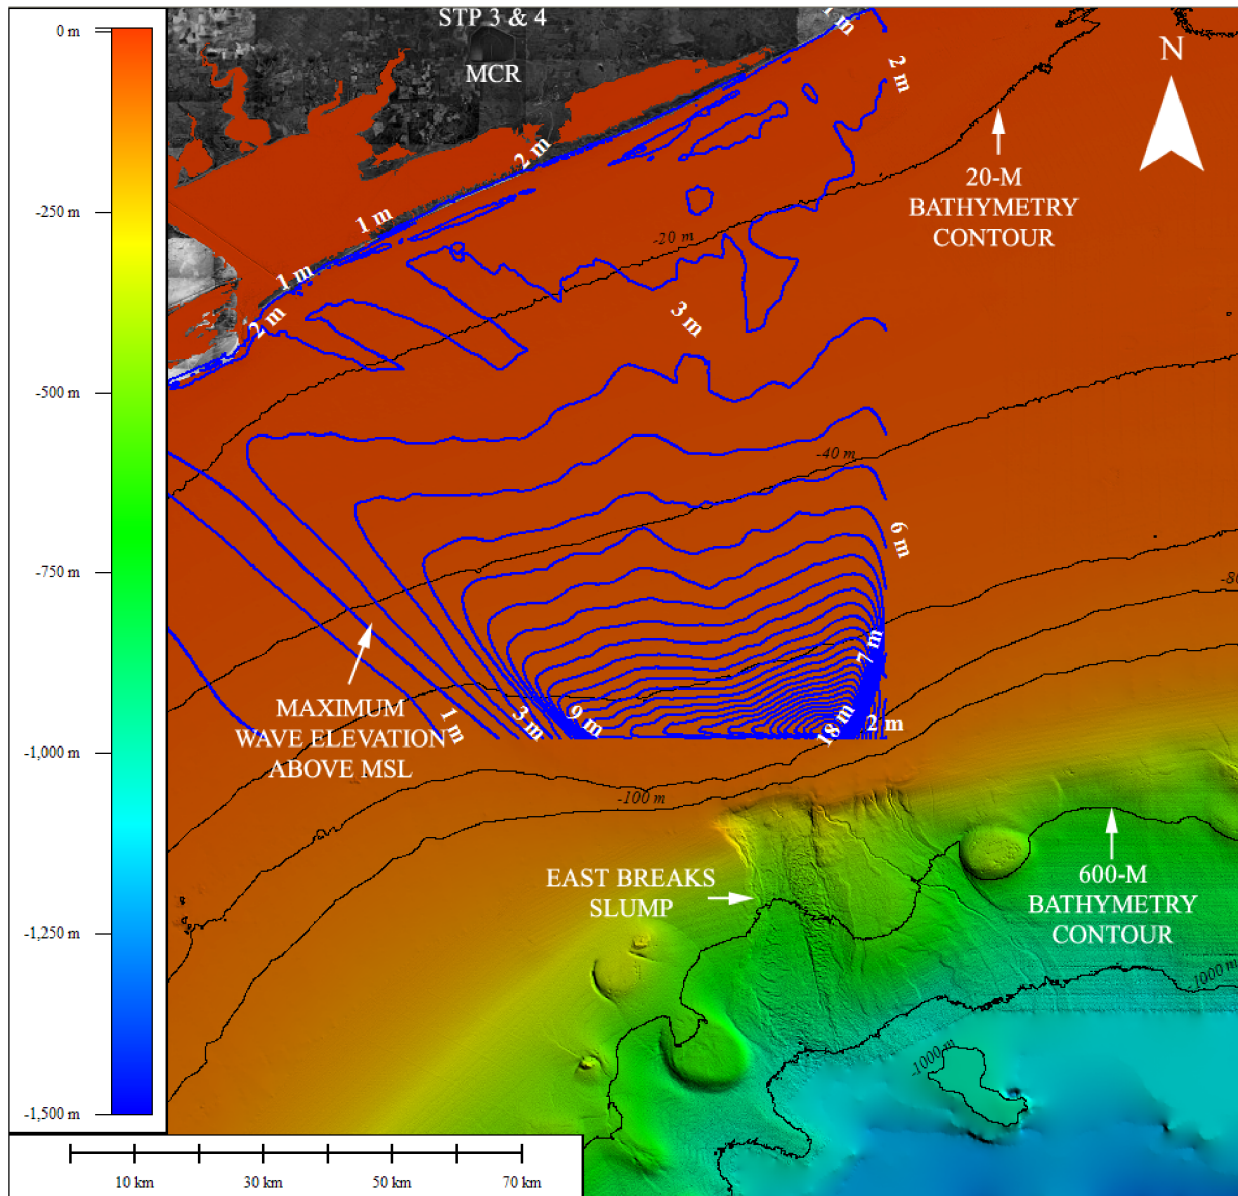 STP 3 & 4
MCR
N
0 m
-250 m
-500 m
-750 m
-1,000 m
-1,250 m
-1,500 m
1 m
2 m
2 m
1 m
1 m
2 m
3 m
20-M
BATHYMETRY
CONTOUR
-20 m
-40 m
6 m
-80
7 m
MAXIMUM
WAVE ELEVATION
ABOVE MSL
1 m
3 m
9 m
18 m
2 m
-100 m
EAST BREAKS
SLUMP
600-M
BATHYMETRY
CONTOUR
-1000 m
-1000 m
10 km
30 km
50 km
70 km